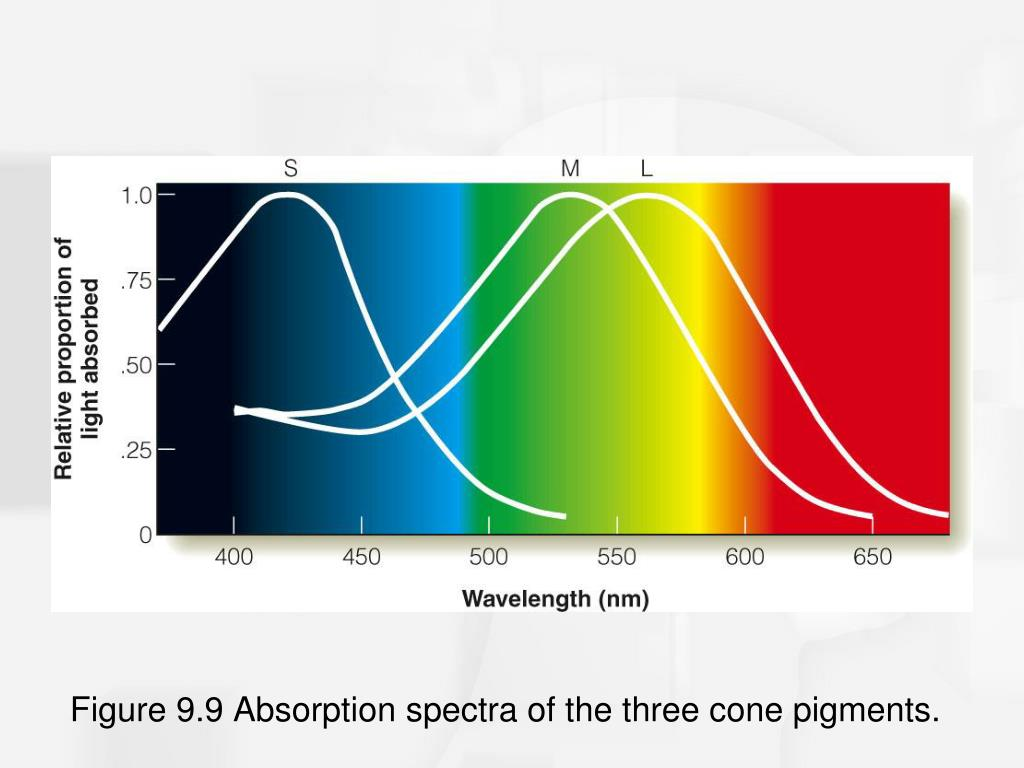 S M L
1.0
.75
.50
.25
0
Relative proportion of
light absorbed
400 450 500 550 600 650
Wavelength (nm)
Figure 9.9 Absorption spectra of the three cone pigments.